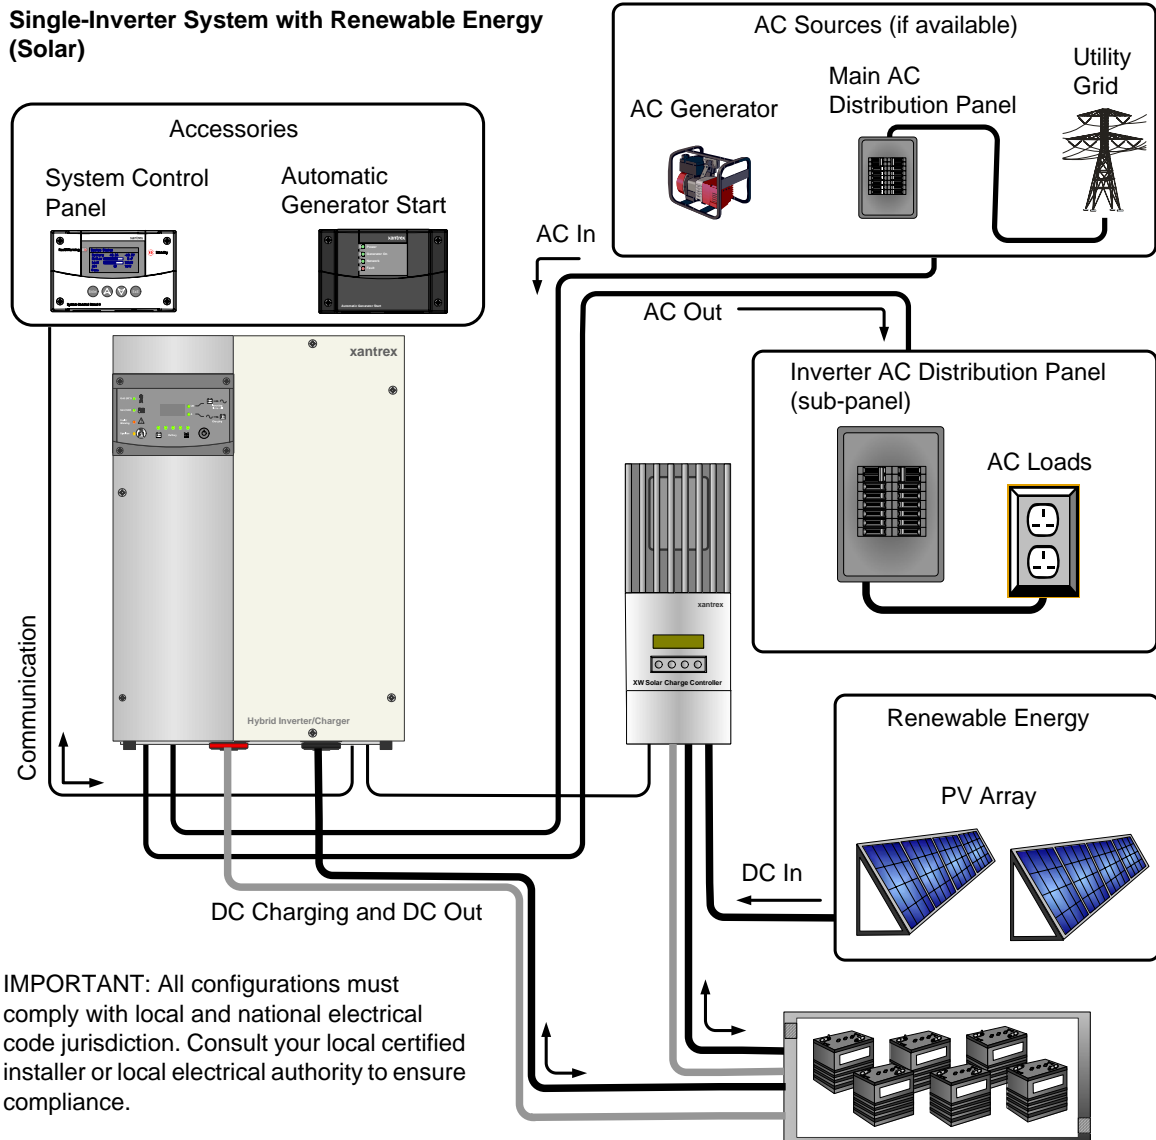 Single-Inverter System with Renewable Energy
(Solar)
AC Sources (if available)
Main AC
Distribution Panel
Utility
Grid
AC Generator
Accessories
System Control
Panel
Automatic
Generator Start
xantrex
Automatic Generator Start
AC In
AC Out
xantrex
Inverter AC Distribution Panel
(sub-panel)
AC Loads
xantrex
XW Solar Charge Controller
Hybrid Inverter/Charger
Communication
Renewable Energy
PV Array
DC In
DC Charging and DC Out
IMPORTANT: All configurations must
comply with local and national electrical
code jurisdiction. Consult your local certified
installer or local electrical authority to ensure
compliance.